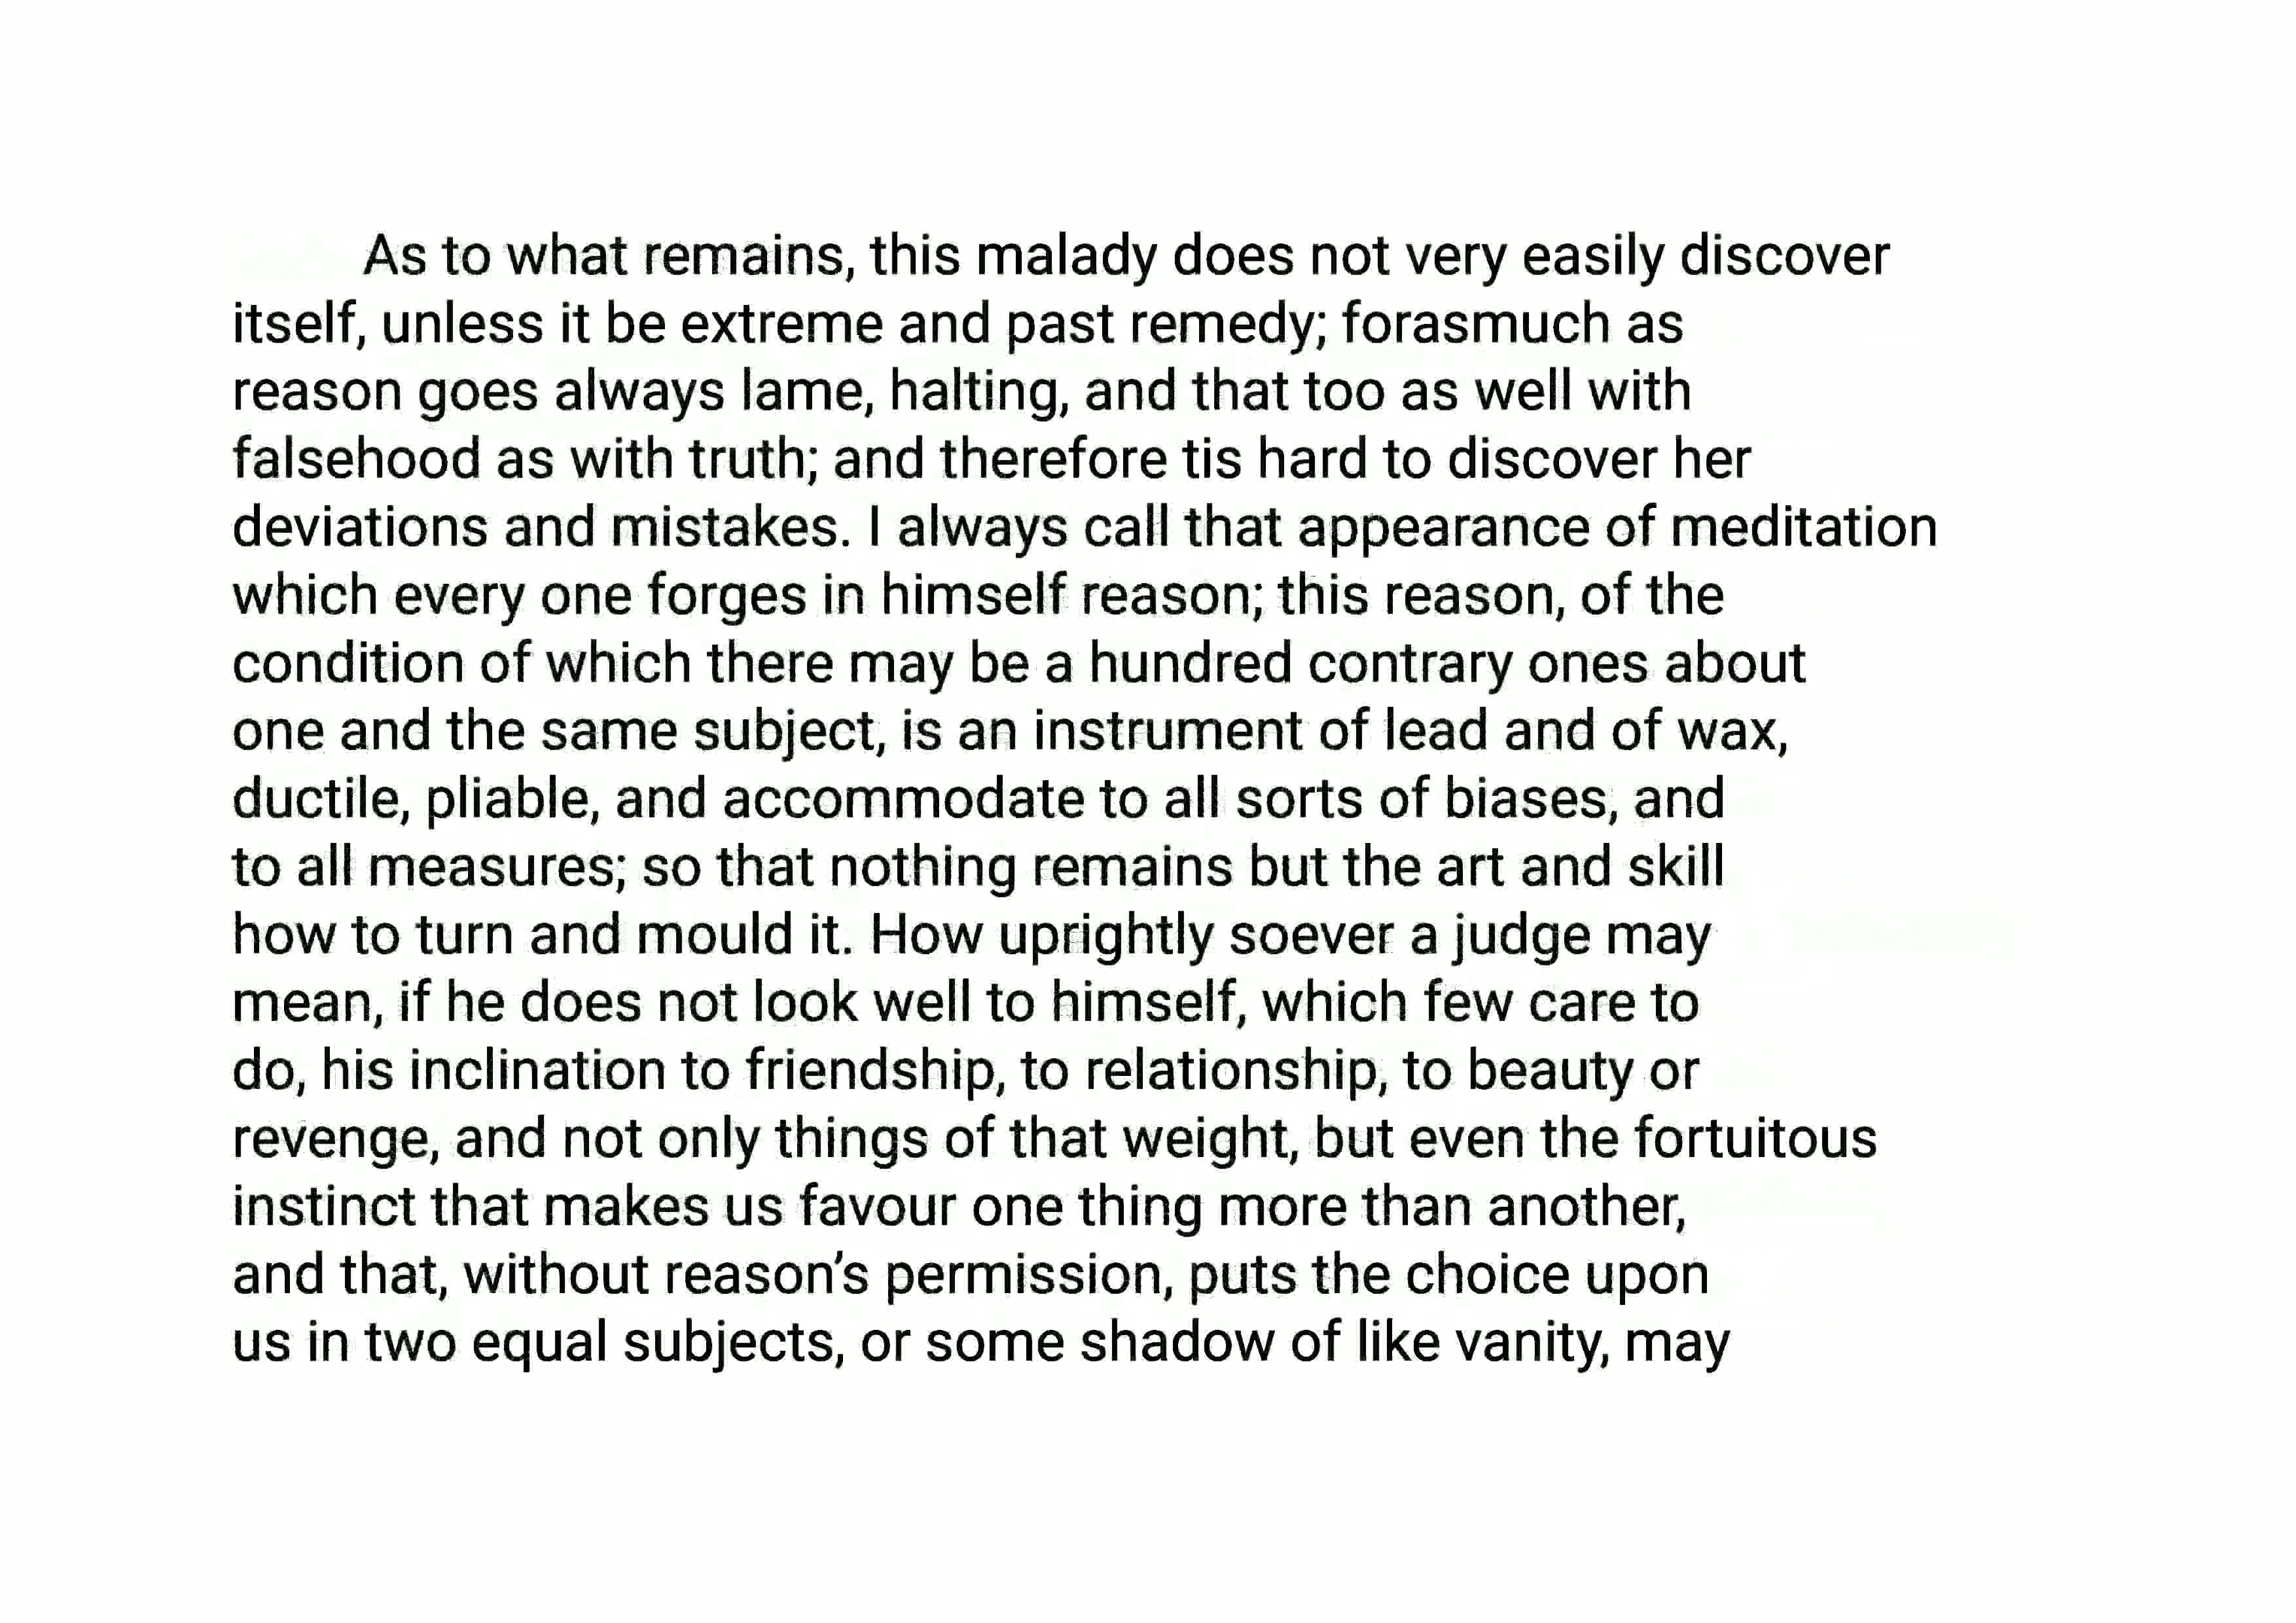 As to what remains, this malady does not very easily discover
itself, unless it be extreme and past remedy; forasmuch as
reason goes always lame, halting, and that too as well with
falsehood as with truth; and therefore tis hard to discover her
deviations and mistakes. I always call that appearance of meditation
which every one forges in himself reason; this reason, of the
condition of which there may be a hundred contrary ones about
one and the same subject, is an instrument of lead and of wax,
ductile, pliable, and accommodate to all sorts of biases, and
to all measures; so that nothing remains but the art and skill
how to turn and mould it. How uprightly soever a judge may
mean, if he does not look well to himself, which few care to
do, his inclination to friendship, to relationship, to beauty or
revenge, and not only things of that weight, but even the fortuitous
instinct that makes us favour one thing more than another,
and that, without reason's permission, puts the choice upon
us in two equal subjects, or some shadow of like vanity, may